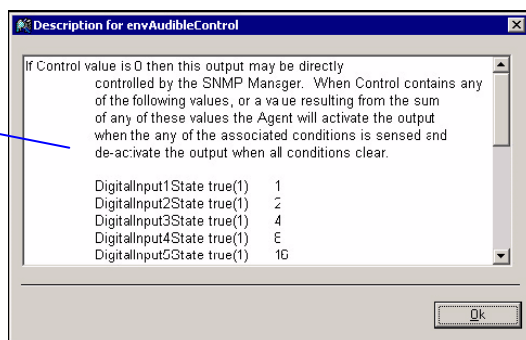 Description for envAudibleControl
If Control value is 0 then this output may be directly
controlled by the SNMP Manager. When Control contains any
of the following values, or a value resulting from the sum
of any of these values the Agent will activate the output
when the any of the associated conditions is sensed and
de-activate the output when all conditions clear.
DigitalInput1State true(1) 1
DigitalInput2State true(1) 2
DigitalInput3State true(1) 4
DigitalInput4State true(1) 8
DigitalInput5State true(1) 16
Ok